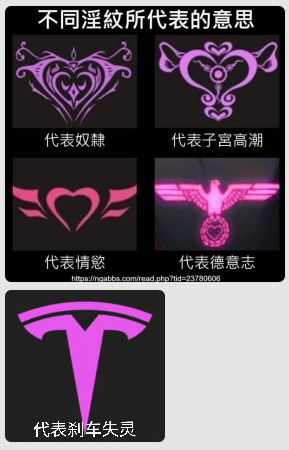 不同淫紋所代表的意思
代表奴隸
代表子宮高潮
代表情慾
代表德意志
https://ngabbs.com/read.php?tid=23780606
代表刹车失灵